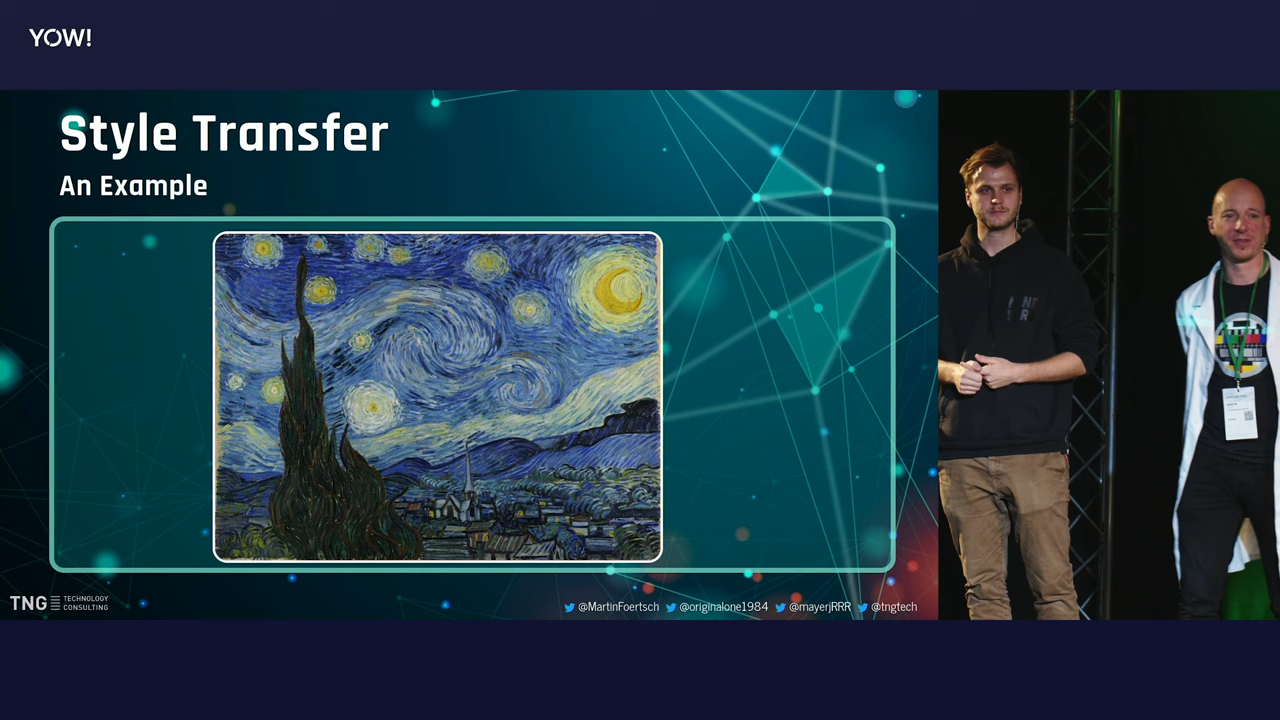 YOW!
Style Transfer
An Example
TNG TECHNOLOGY CONSULTING
@MartinFoertsch @originalone1984 @mayerjRRR @tngtech